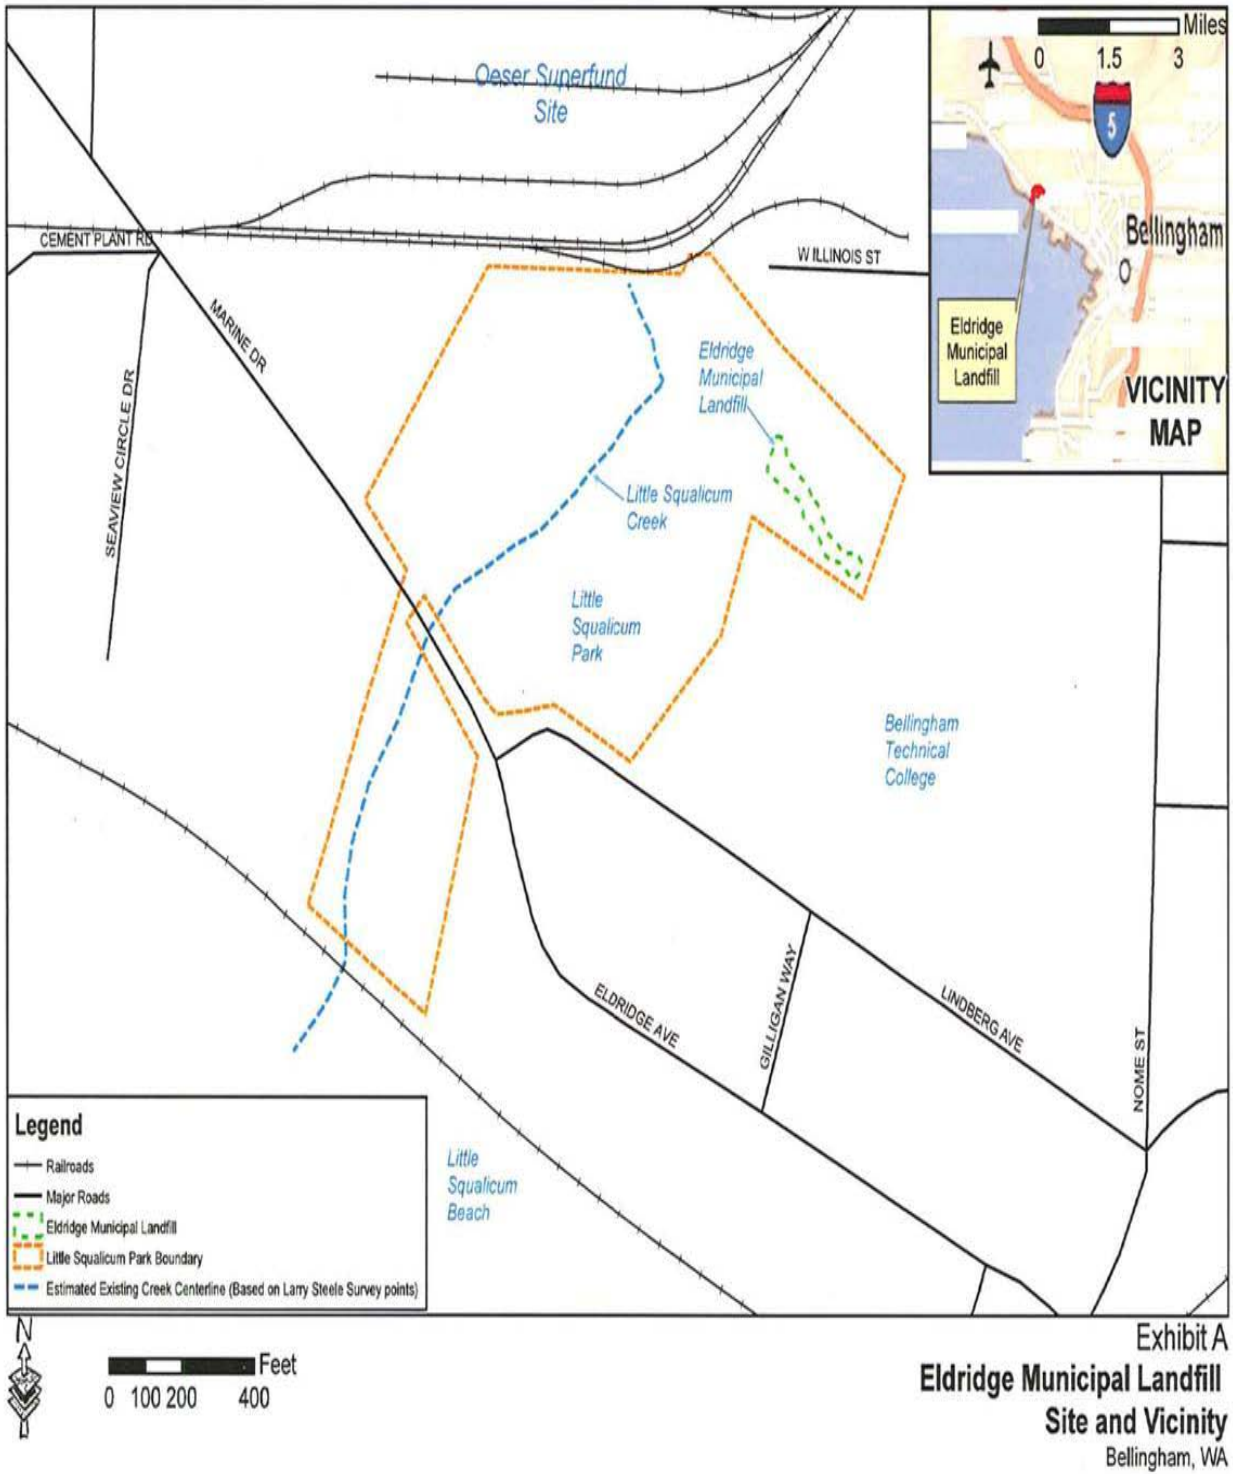 Oeser Superfund
Site
Miles
0 1.5 3
5
Bellingham
Eldridge
Municipal
Landfill
VICINITY
MAP
CEMENT PLANT RD
W ILLINOIS ST
MARINE DR
SEAVIEW CIRCLE DR
Eldridge
Municipal
Landfill
Little Squalicum
Creek
Little
Squalicum
Park
Bellingham
Technical
College
ELDRIDGE AVE
GILLIGAN WAY
LINDBERG AVE
NOME ST
Little
Squalicum
Beach
Legend
Railroads
Major Roads
Eldridge Municipal Landfill
Little Squalicum Park Boundary
Estimated Existing Creek Centerline (Based on Larry Steele Survey points)
N
Feet
0 100 200 400
Exhibit A
Eldridge Municipal Landfill
Site and Vicinity
Bellingham, WA